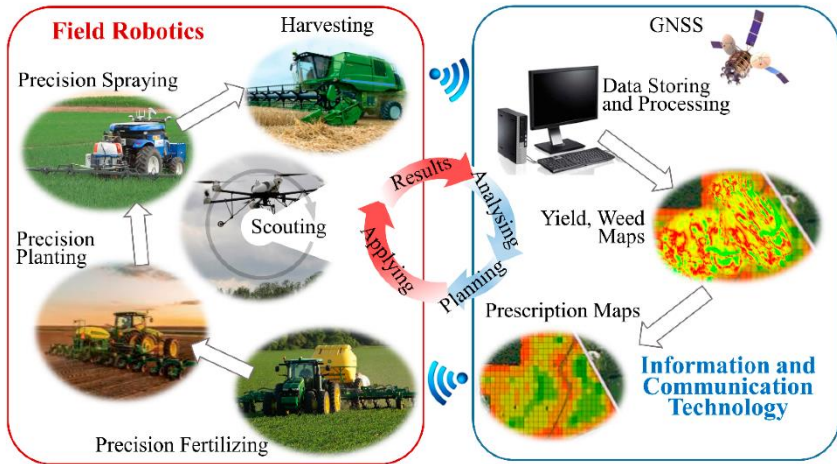 Field Robotics
Harvesting
Precision Spraying
Scouting
Precision
Planting
Precision Fertilizing
Results
Analysing
Planning
Applying
GNSS
Data Storing
and Processing
Yield, Weed
Maps
Prescription Maps
Information and
Communication
Technology